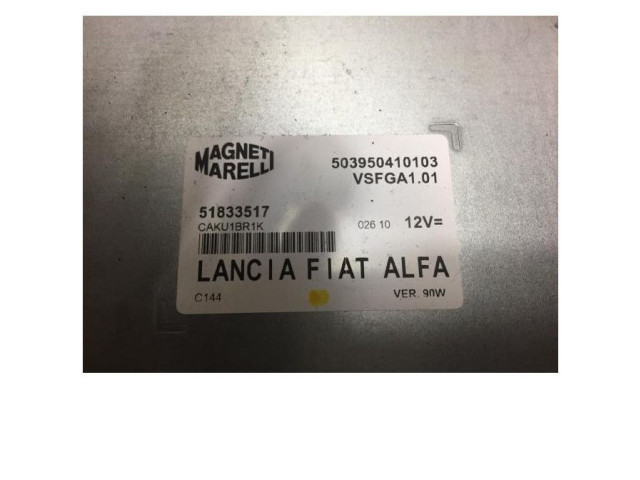 MAGNETI
MARELLI
503950410103
VSFGA1.01
51833517
CAKU1BR1K
026 10 12V=
LANCIA FIAT ALFA
C144 VER. 90W